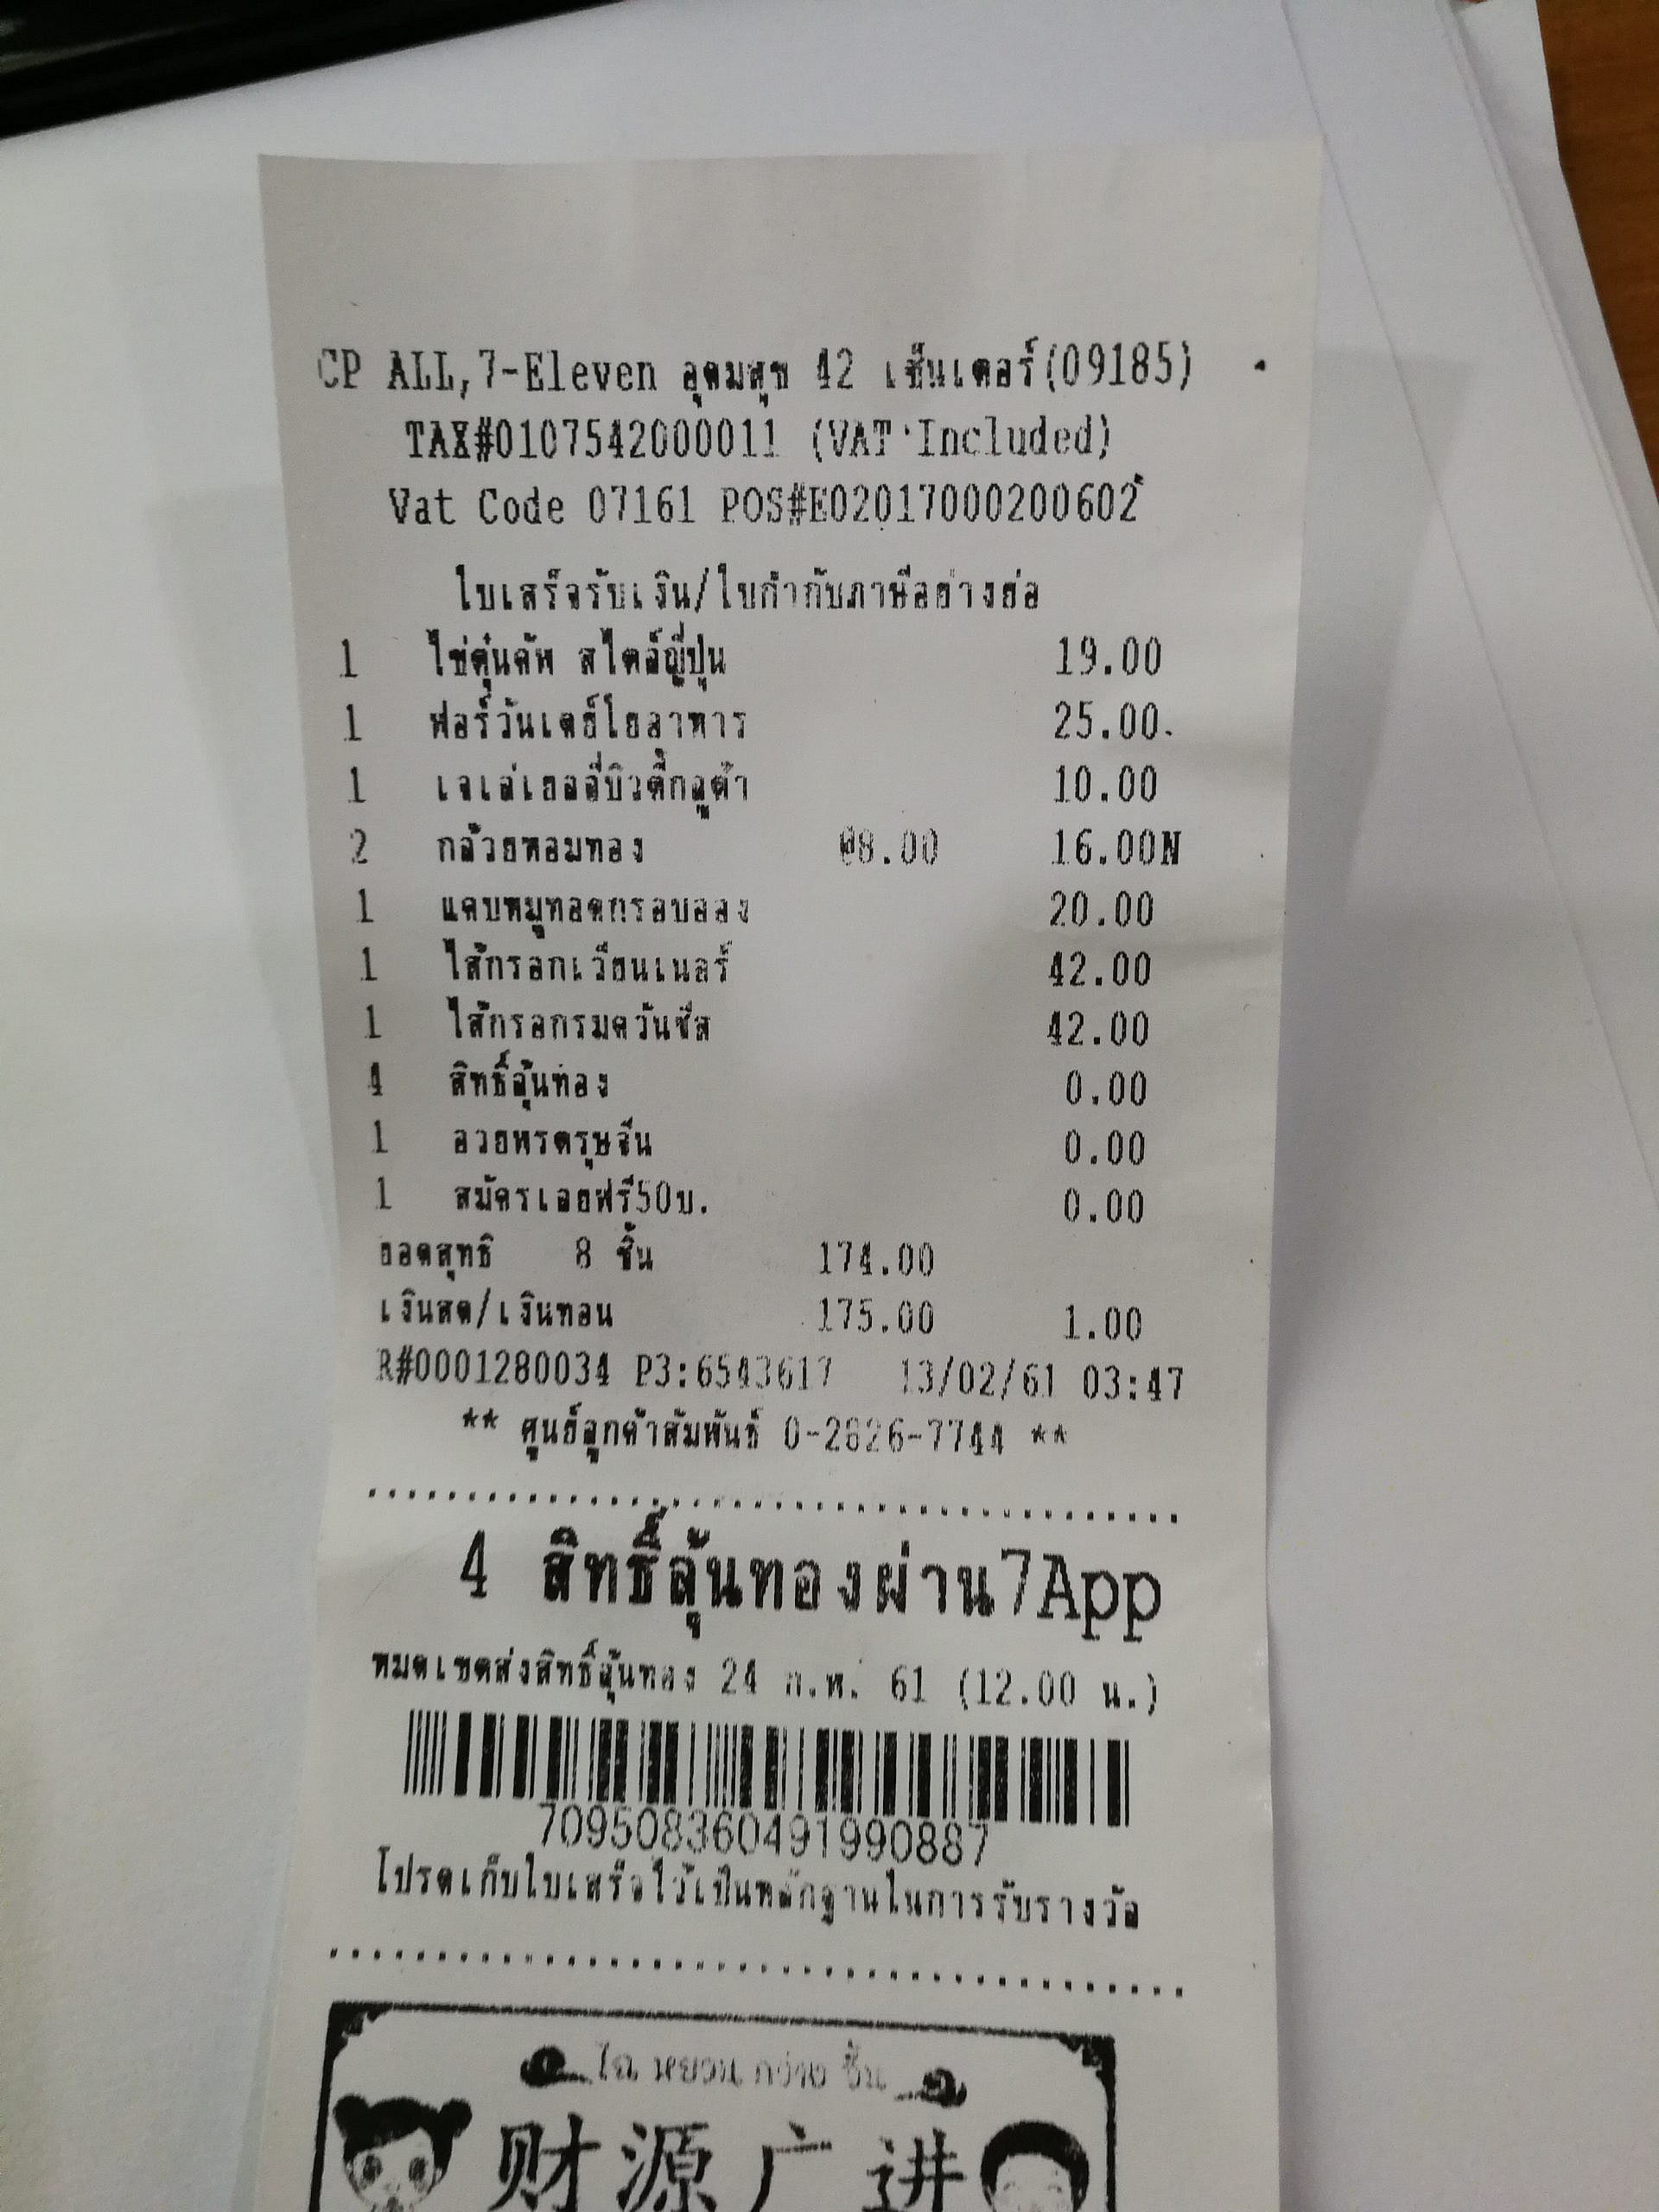 CP ALL,7-Eleven อุดมสุข 42 เซ็นเตอร์(09185)
TAX#0107542000011 (VAT Included)
Vat Code 07161 POS#E02017000200602
ใบเสร็จรับเงิน/ใบกำกับภาษีอย่างย่อ
1 ไข่ตุ๋นคัพ สไตล์ญี่ปุ่น 19.00
1 ฟอร์วันเดย์ใยอาหาร 25.00
1 เจเล่เยลลี่บิวตี้กลูต้า 10.00
2 กล้วยหอมทอง @8.00 16.00N
1 แคบหมูทอดกรอบลอง 20.00
1 ไส้กรอกเวียนเนอร์ 42.00
1 ไส้กรอกรมควันชีส 42.00
4 สิทธิ์ลุ้นทอง 0.00
1 อวยพรตรุษจีน 0.00
1 สมัครเลยฟรี50บ. 0.00
ยอดสุทธิ 8 ชิ้น 174.00
เงินสด/เงินทอน 175.00 1.00
R#0001280034 P3:6543617 13/02/61 03:47
** ศูนย์ลูกค้าสัมพันธ์ 0-2826-7744 **
4 สิทธิ์ลุ้นทองผ่าน7App
หมดเขตส่งสิทธิ์ลุ้นทอง 24 ก.พ. 61 (12.00 น.)
7095083604919908​87
โปรดเก็บใบเสร็จไว้เป็นหลักฐานในการรับรางวัล
ไฉ หยวน กว่าง จิ้น
财源广进